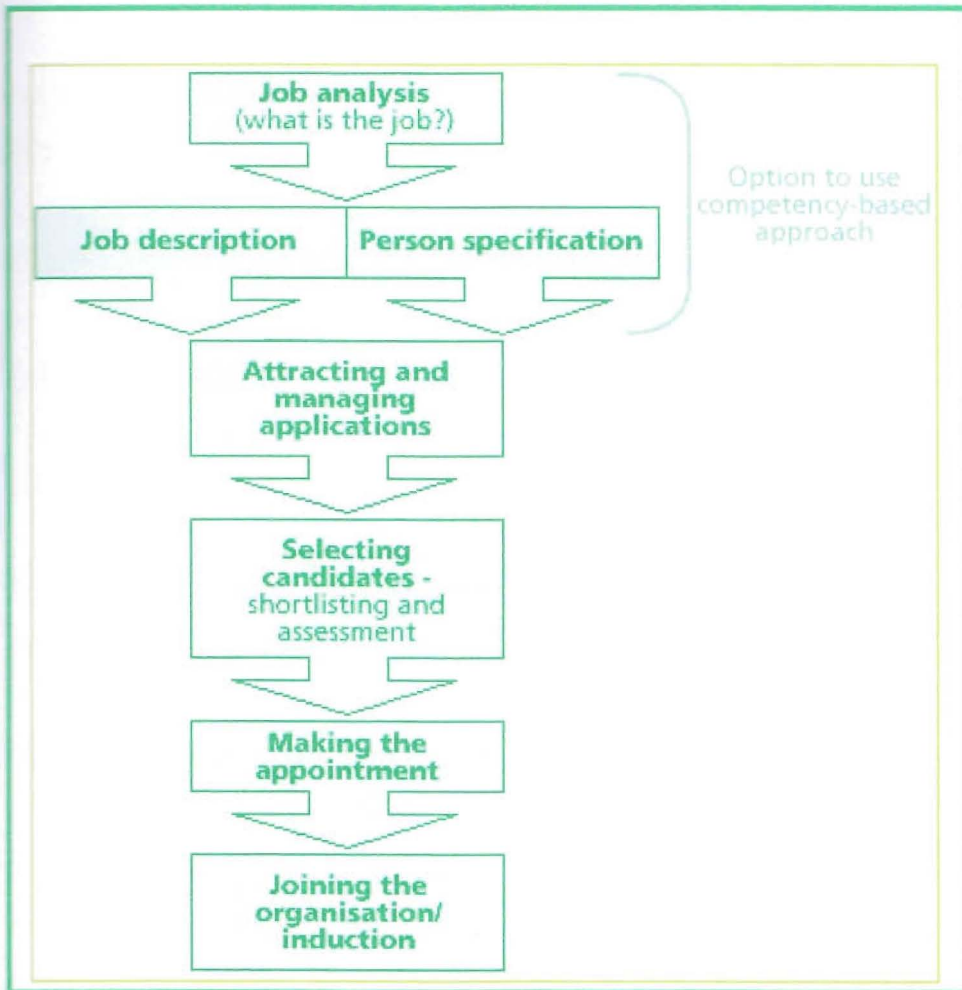 Job analysis
(what is the job?)
Option to use
competency-based
approach
Job description
Person specification
Attracting and
managing
applications
Selecting
candidates -
shortlisting and
assessment
Making the
appointment
Joining the
organisation/
induction